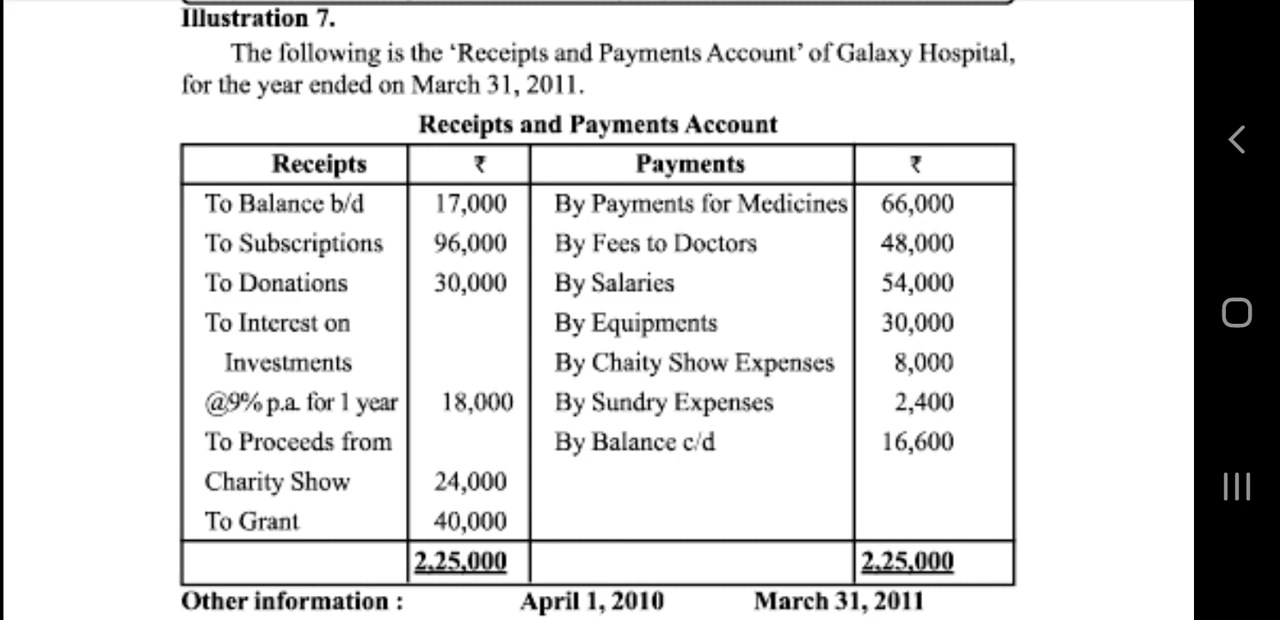 Illustration 7.
The following is the ‘Receipts and Payments Account’ of Galaxy Hospital,
for the year ended on March 31, 2011.
Receipts and Payments Account
Receipts ₹ Payments ₹
To Balance b/d 17,000 By Payments for Medicines 66,000
To Subscriptions 96,000 By Fees to Doctors 48,000
To Donations 30,000 By Salaries 54,000
To Interest on By Equipments 30,000
Investments By Chaity Show Expenses 8,000
@9% p.a. for 1 year 18,000 By Sundry Expenses 2,400
To Proceeds from By Balance c/d 16,600
Charity Show 24,000
To Grant 40,000
2,25,000 2,25,000
Other information : April 1, 2010 March 31, 2011